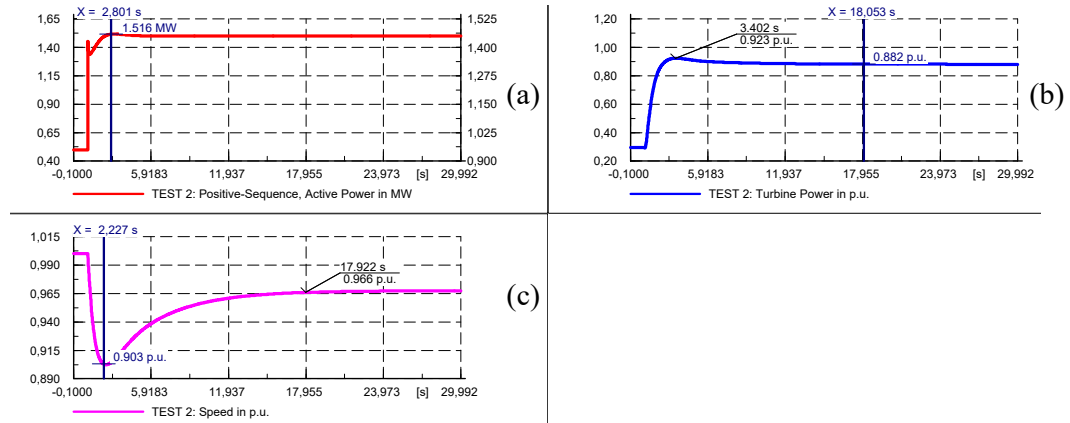 X = 2,801 s
1.516 MW
1.65
1.40
1.15
0.90
0,65
0,40
1,525
1,400
1,275
1,150
1,025
0,900
-0,1000 5,9183 11,937 17,955 23,973 [s] 29,992
TEST 2: Positive-Sequence, Active Power in MW
(a)
X = 18,053 s
3.402 s
0.923 p.u.
0.882 p.u.
1,20
1,00
0,80
0,60
0,40
0,20
-0,1000 5,9183 11,937 17,955 23,973 [s] 29,992
TEST 2: Turbine Power in p.u.
(b)
X = 2,227 s
17.922 s
0.966 p.u.
0.903 p.u.
1,015
0,990
0,965
0,940
0,915
0,890
-0,1000 5,9183 11,937 17,955 23,973 [s] 29,992
TEST 2: Speed in p.u.
(c)